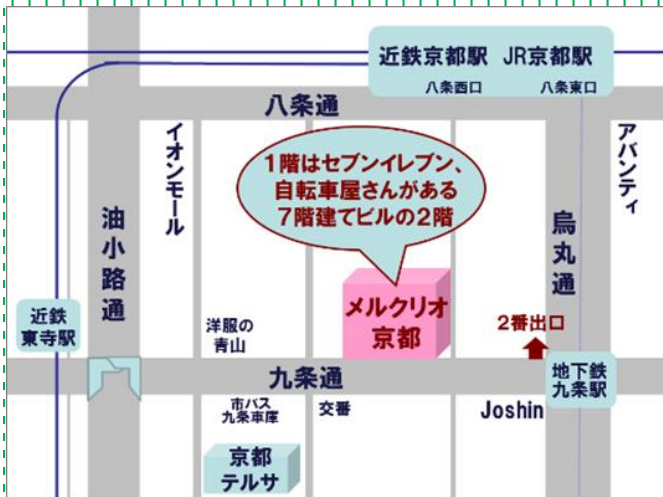 近鉄京都駅 JR京都駅
八条西口
八条東口
八条通
イオンモール
アバンティ
1階はセブンイレブン、
自転車屋さんがある
7階建てビルの2階
油小路通
烏丸通
メルクリオ
京都
近鉄
東寺駅
洋服の
青山
2番出口
九条通
地下鉄
九条駅
市バス
九条車庫
交番
Joshin
京都
テルサ